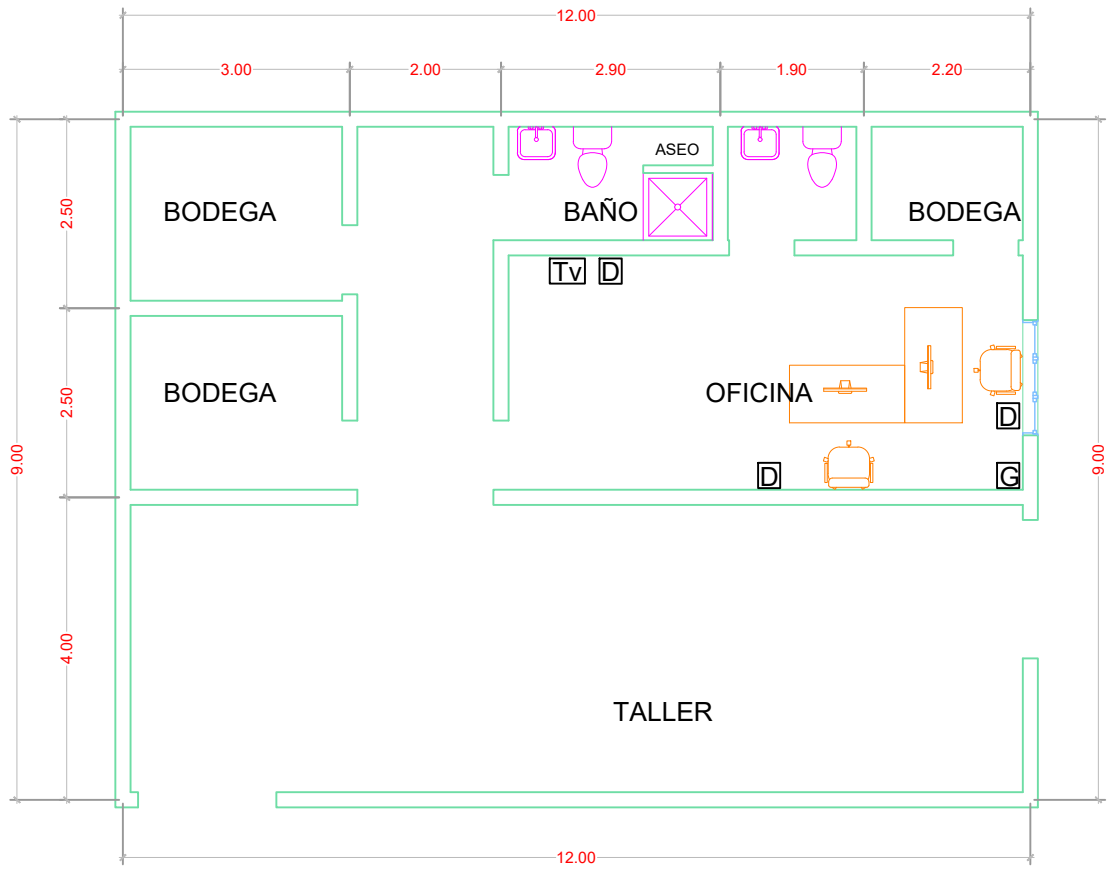 12.00
3.00
2.00
2.90
1.90
2.20
ASEO
BODEGA
BAÑO
BODEGA
2.50
Tv
D
BODEGA
OFICINA
2.50
D
9.00
9.00
D
G
4.00
TALLER
12.00